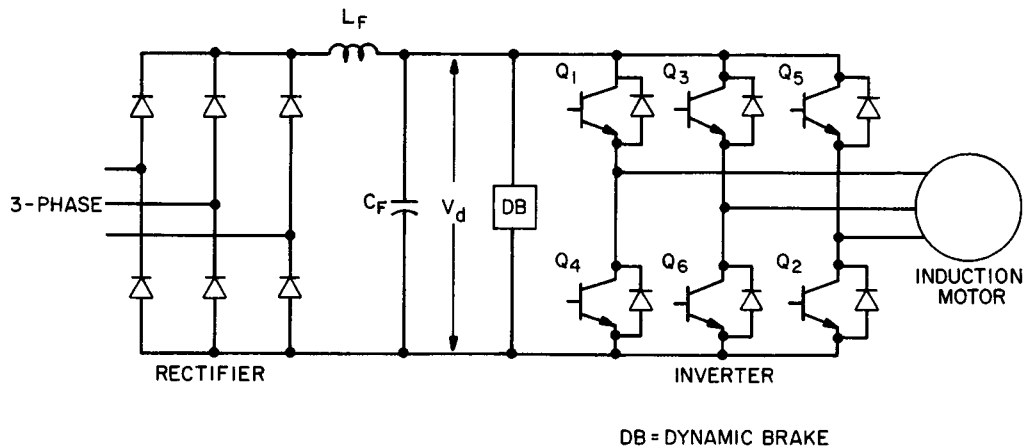 L_F
Q_1
Q_3
Q_5
3-PHASE
C_F
V_d
DB
Q_4
Q_6
Q_2
INDUCTION
MOTOR
RECTIFIER
INVERTER
DB = DYNAMIC BRAKE